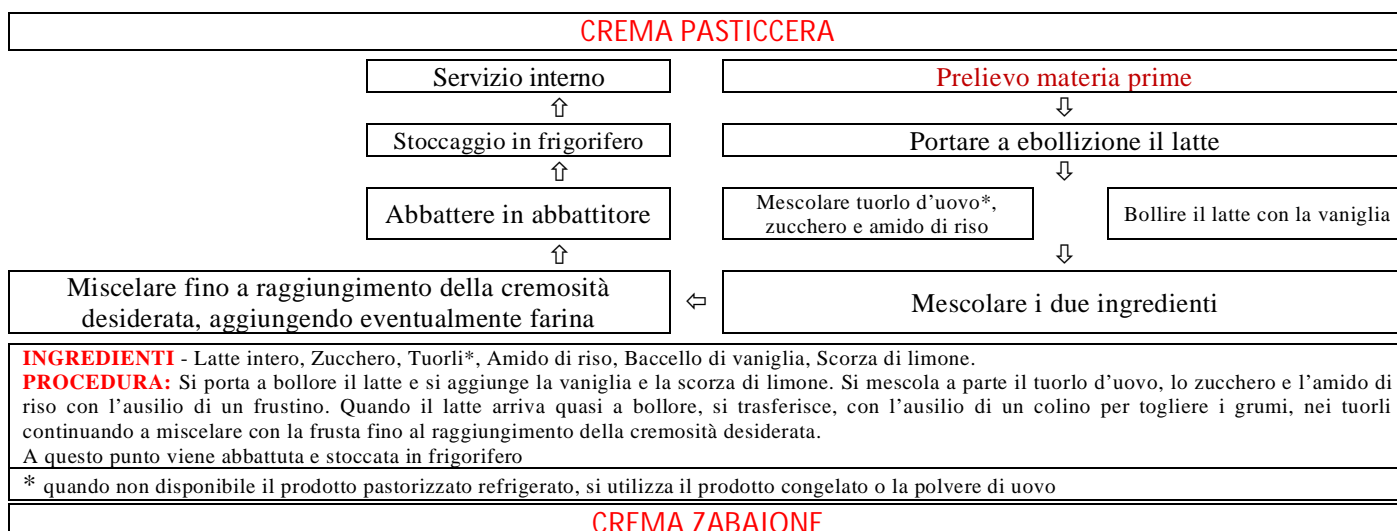 CREMA PASTICCERA
Servizio interno
Prelievo materia prime
⇧
⇩
Stoccaggio in frigorifero
Portare a ebollizione il latte
⇧
⇩
Abbattere in abbattitore
Mescolare tuorlo d’uovo*,
zucchero e amido di riso
Bollire il latte con la vaniglia
⇧
⇩
Miscelare fino a raggiungimento della cremosità
desiderata, aggiungendo eventualmente farina
⇦
Mescolare i due ingredienti
INGREDIENTI - Latte intero, Zucchero, Tuorli*, Amido di riso, Baccello di vaniglia, Scorza di limone.
PROCEDURA: Si porta a bollore il latte e si aggiunge la vaniglia e la scorza di limone. Si mescola a parte il tuorlo d’uovo, lo zucchero e l’amido di
riso con l’ausilio di un frustino. Quando il latte arriva quasi a bollore, si trasferisce, con l’ausilio di un colino per togliere i grumi, nei tuorli
continuando a miscelare con la frusta fino al raggiungimento della cremosità desiderata.
A questo punto viene abbattuta e stoccata in frigorifero
* quando non disponibile il prodotto pastorizzato refrigerato, si utilizza il prodotto congelato o la polvere di uovo
CREMA ZABAIONE